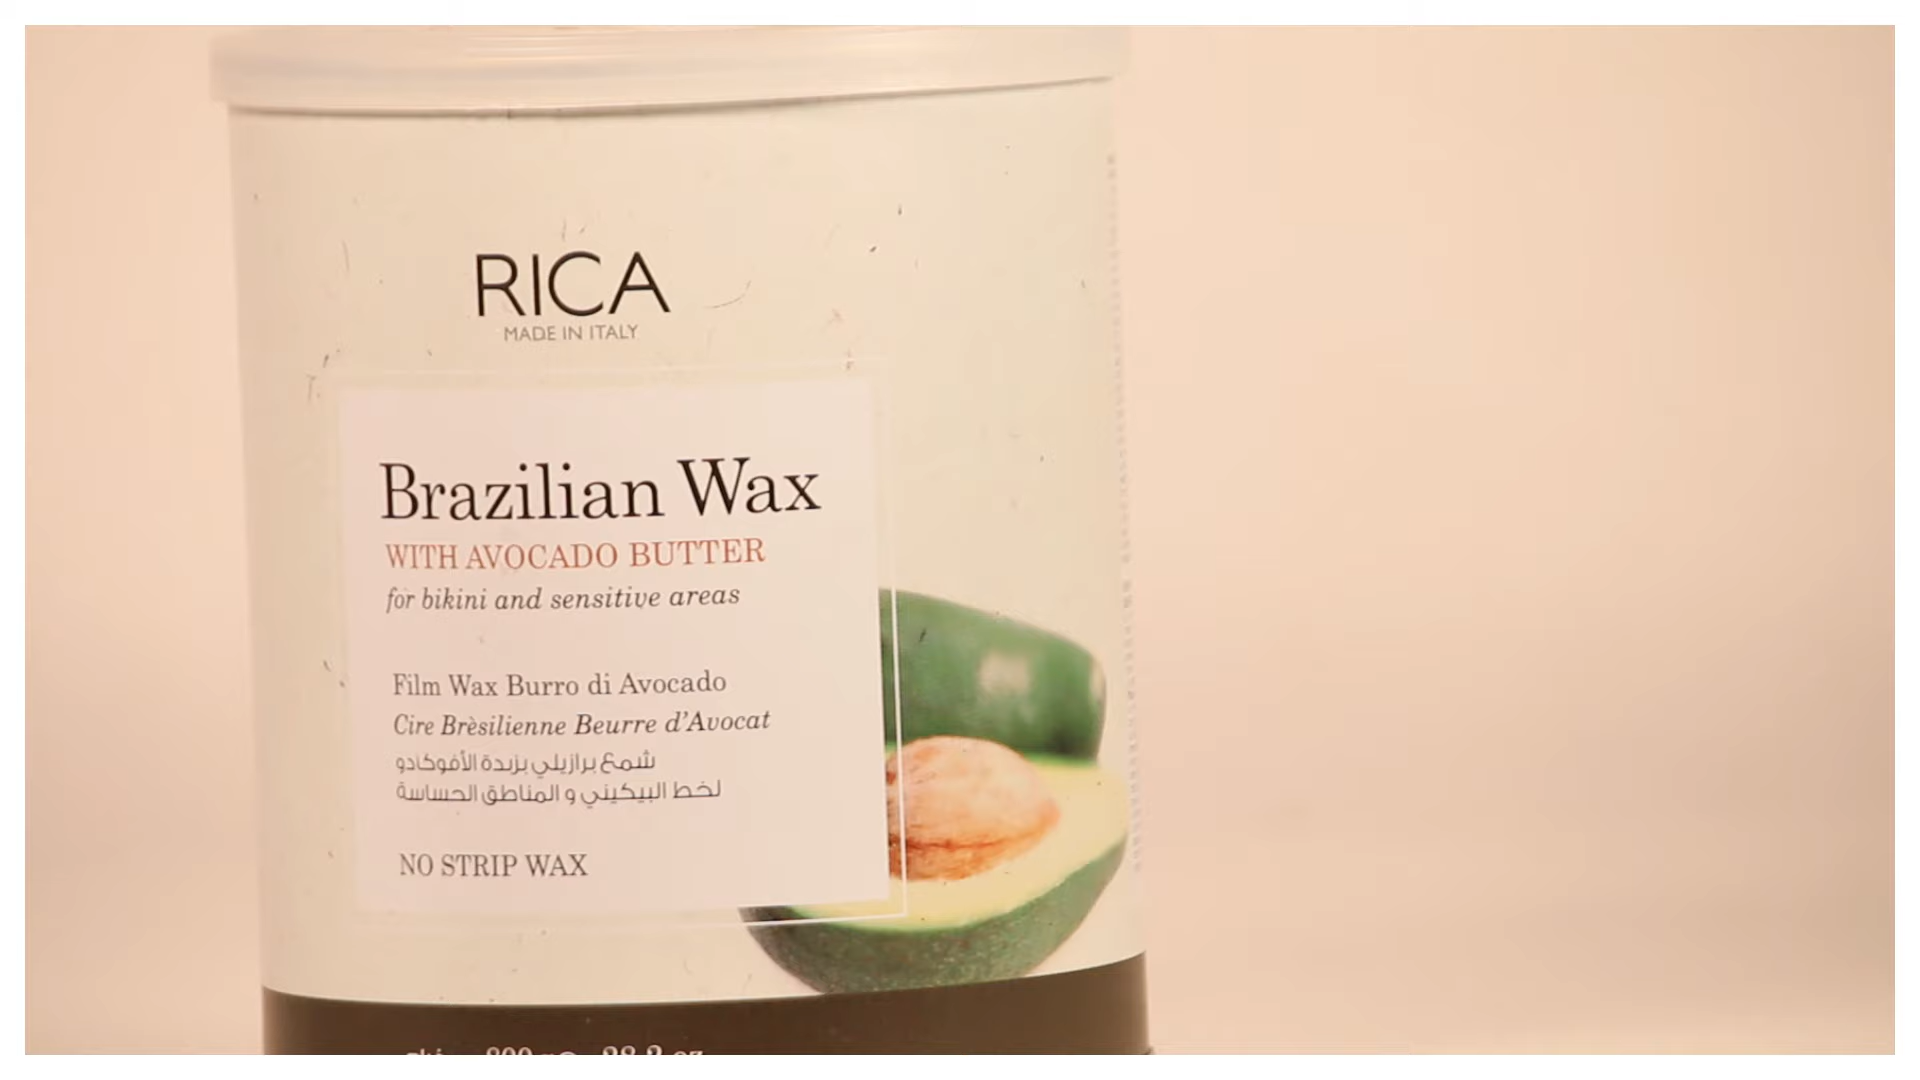 RICA
MADE IN ITALY
Brazilian Wax
WITH AVOCADO BUTTER
for bikini and sensitive areas
Film Wax Burro di Avocado
Cire Brèsilienne Beurre d'Avocat
شمع برازيلي بزبدة الأفوكادو
لخط البيكيني و المناطق الحساسة
NO STRIP WAX